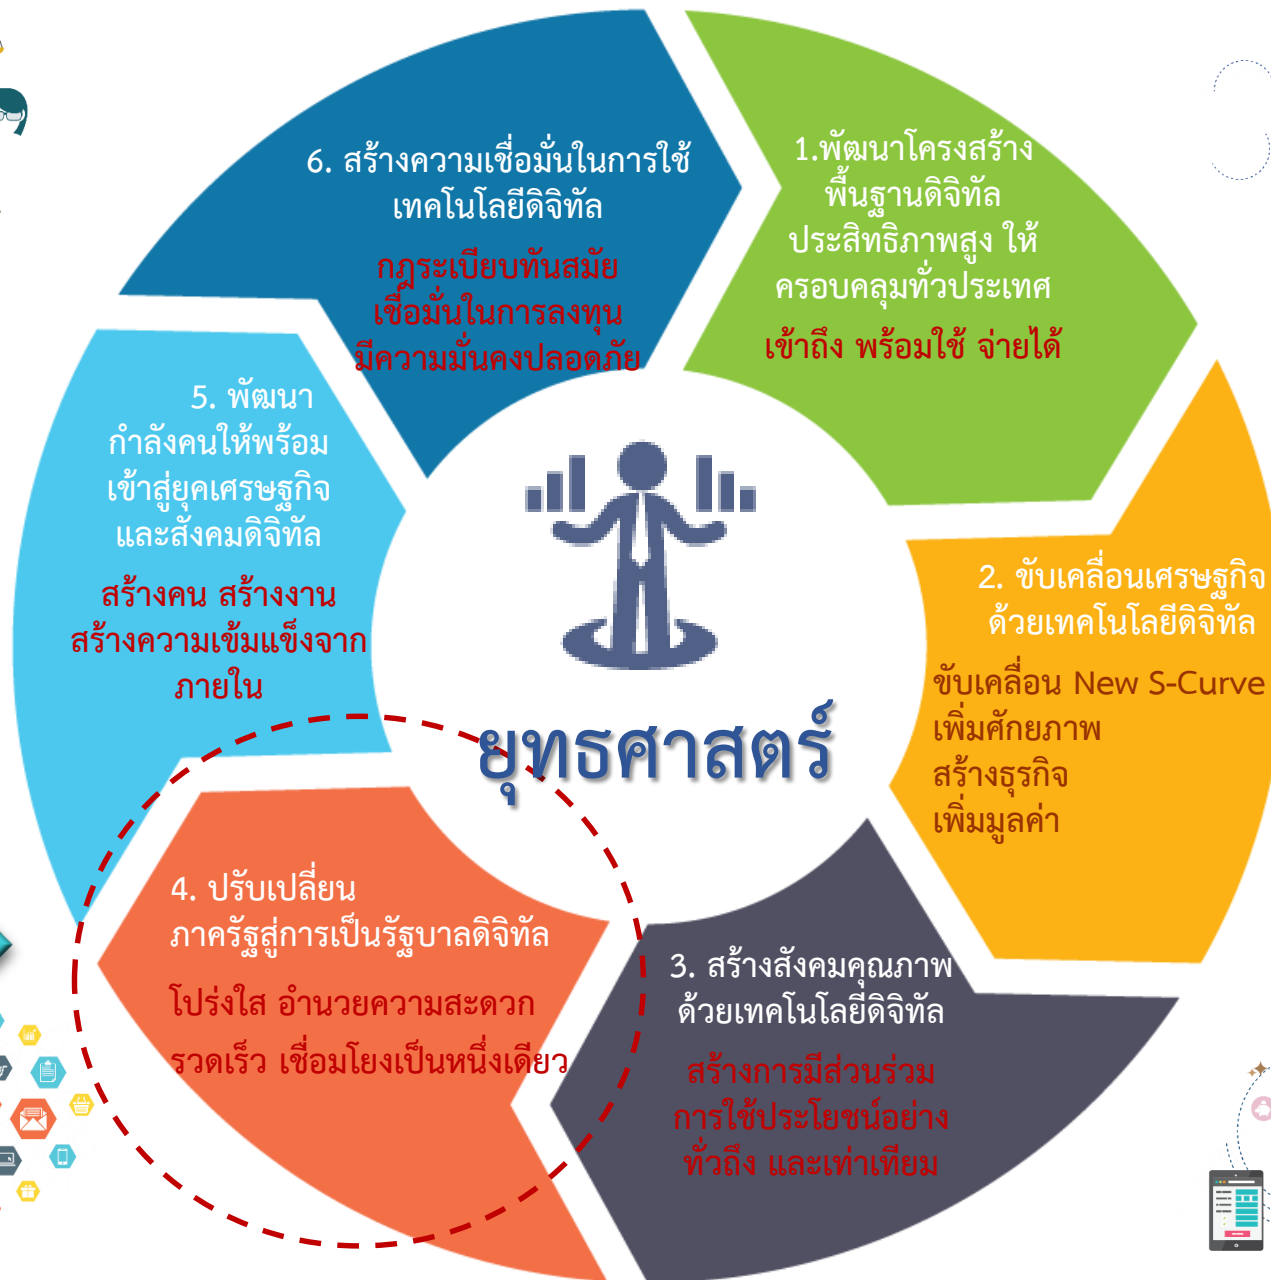 1.พัฒนาโครงสร้าง
พื้นฐานดิจิทัล
ประสิทธิภาพสูง ให้
ครอบคลุมทั่วประเทศ
เข้าถึง พร้อมใช้ จ่ายได้
2. ขับเคลื่อนเศรษฐกิจ
ด้วยเทคโนโลยีดิจิทัล
ขับเคลื่อน New S-Curve
เพิ่มศักยภาพ
สร้างธุรกิจ
เพิ่มมูลค่า
3. สร้างสังคมคุณภาพ
ด้วยเทคโนโลยีดิจิทัล
สร้างการมีส่วนร่วม
การใช้ประโยชน์อย่าง
ทั่วถึง และเท่าเทียม
4. ปรับเปลี่ยน
ภาครัฐสู่การเป็นรัฐบาลดิจิทัล
โปร่งใส อำนวยความสะดวก
รวดเร็ว เชื่อมโยงเป็นหนึ่งเดียว
5. พัฒนา
กำลังคนให้พร้อม
เข้าสู่ยุคเศรษฐกิจ
และสังคมดิจิทัล
สร้างคน สร้างงาน
สร้างความเข้มแข็งจาก
ภายใน
6. สร้างความเชื่อมั่นในการใช้
เทคโนโลยีดิจิทัล
กฎระเบียบทันสมัย
เชื่อมั่นในการลงทุน
มีความมั่นคงปลอดภัย
ยุทธศาสตร์